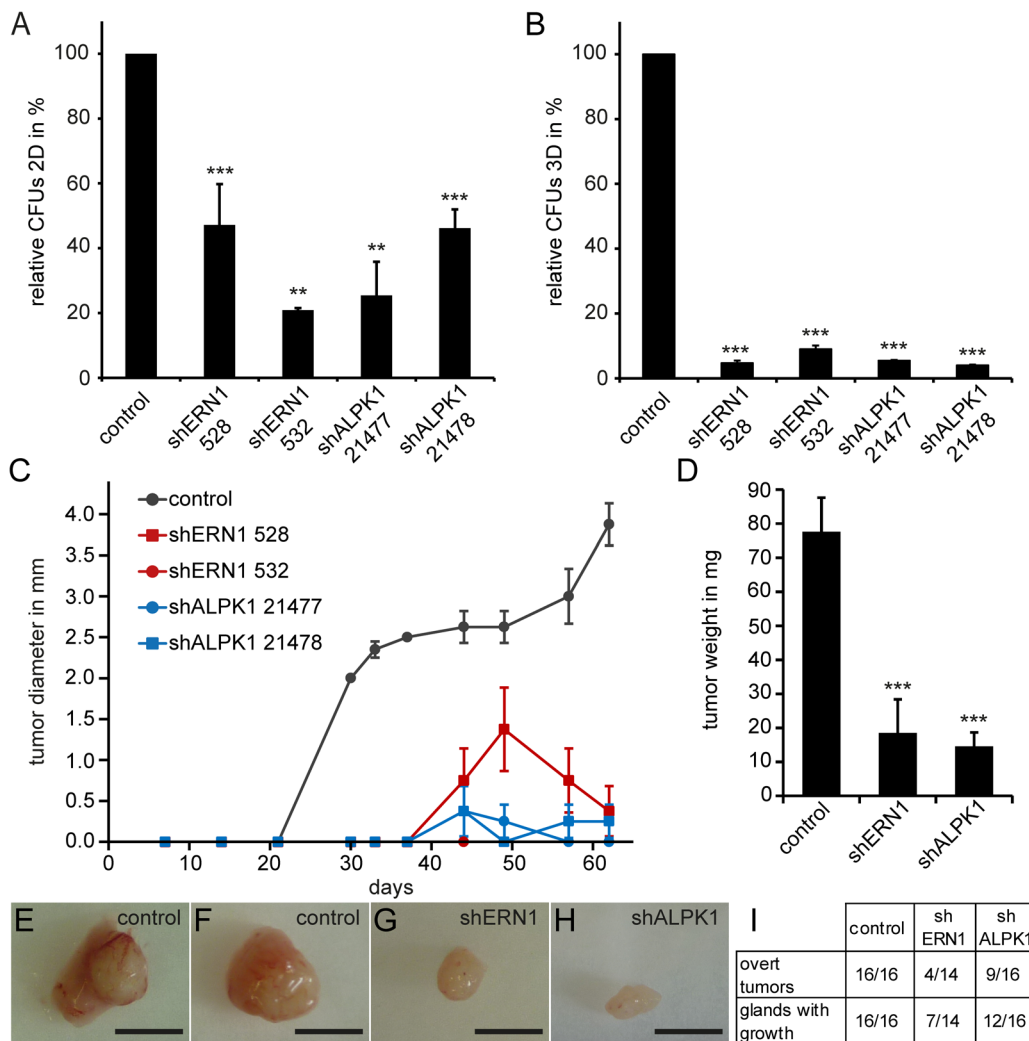 A
relative CFUs 2D in %
100
80
60
40
20
0
***
**
**
***
control
shERN1
528
shERN1
532
shALPK1
21477
shALPK1
21478
B
relative CFUs 3D in %
100
80
60
40
20
0
***
***
***
***
control
shERN1
528
shERN1
532
shALPK1
21477
shALPK1
21478
C
tumor diameter in mm
4.0
3.5
3.0
2.5
2.0
1.5
1.0
0.5
0.0
control
shERN1 528
shERN1 532
shALPK1 21477
shALPK1 21478
0 10 20 30 40 50 60
days
D
tumor weight in mg
90
80
70
60
50
40
30
20
10
0
***
***
control
shERN1
shALPK1
E control
F control
G shERN1
H shALPK1
I
control sh ERN1 sh ALPK1
overt tumors 16/16 4/14 9/16
glands with growth 16/16 7/14 12/16